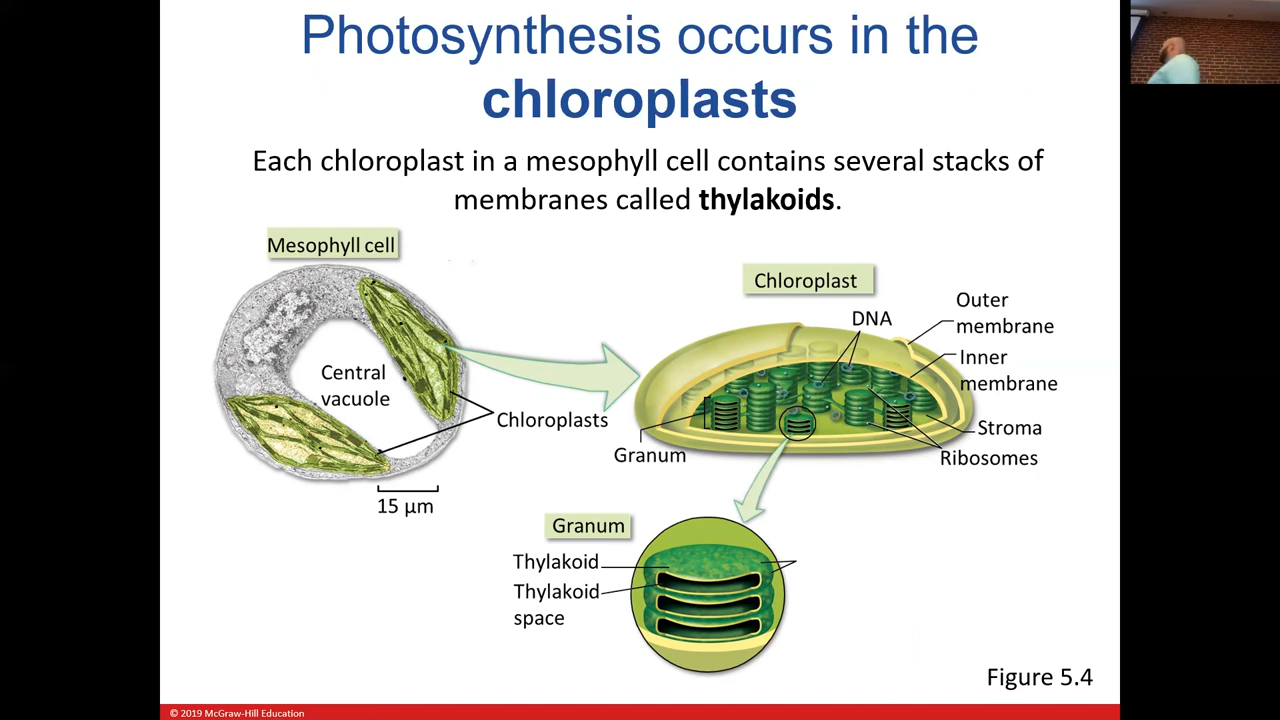 Photosynthesis occurs in the
chloroplasts
Each chloroplast in a mesophyll cell contains several stacks of
membranes called thylakoids.
Mesophyll cell
Central
vacuole
Chloroplasts
15 µm
Chloroplast
DNA
Outer
membrane
Inner
membrane
Stroma
Ribosomes
Granum
Granum
Thylakoid
Thylakoid
space
Figure 5.4
© 2019 McGraw-Hill Education